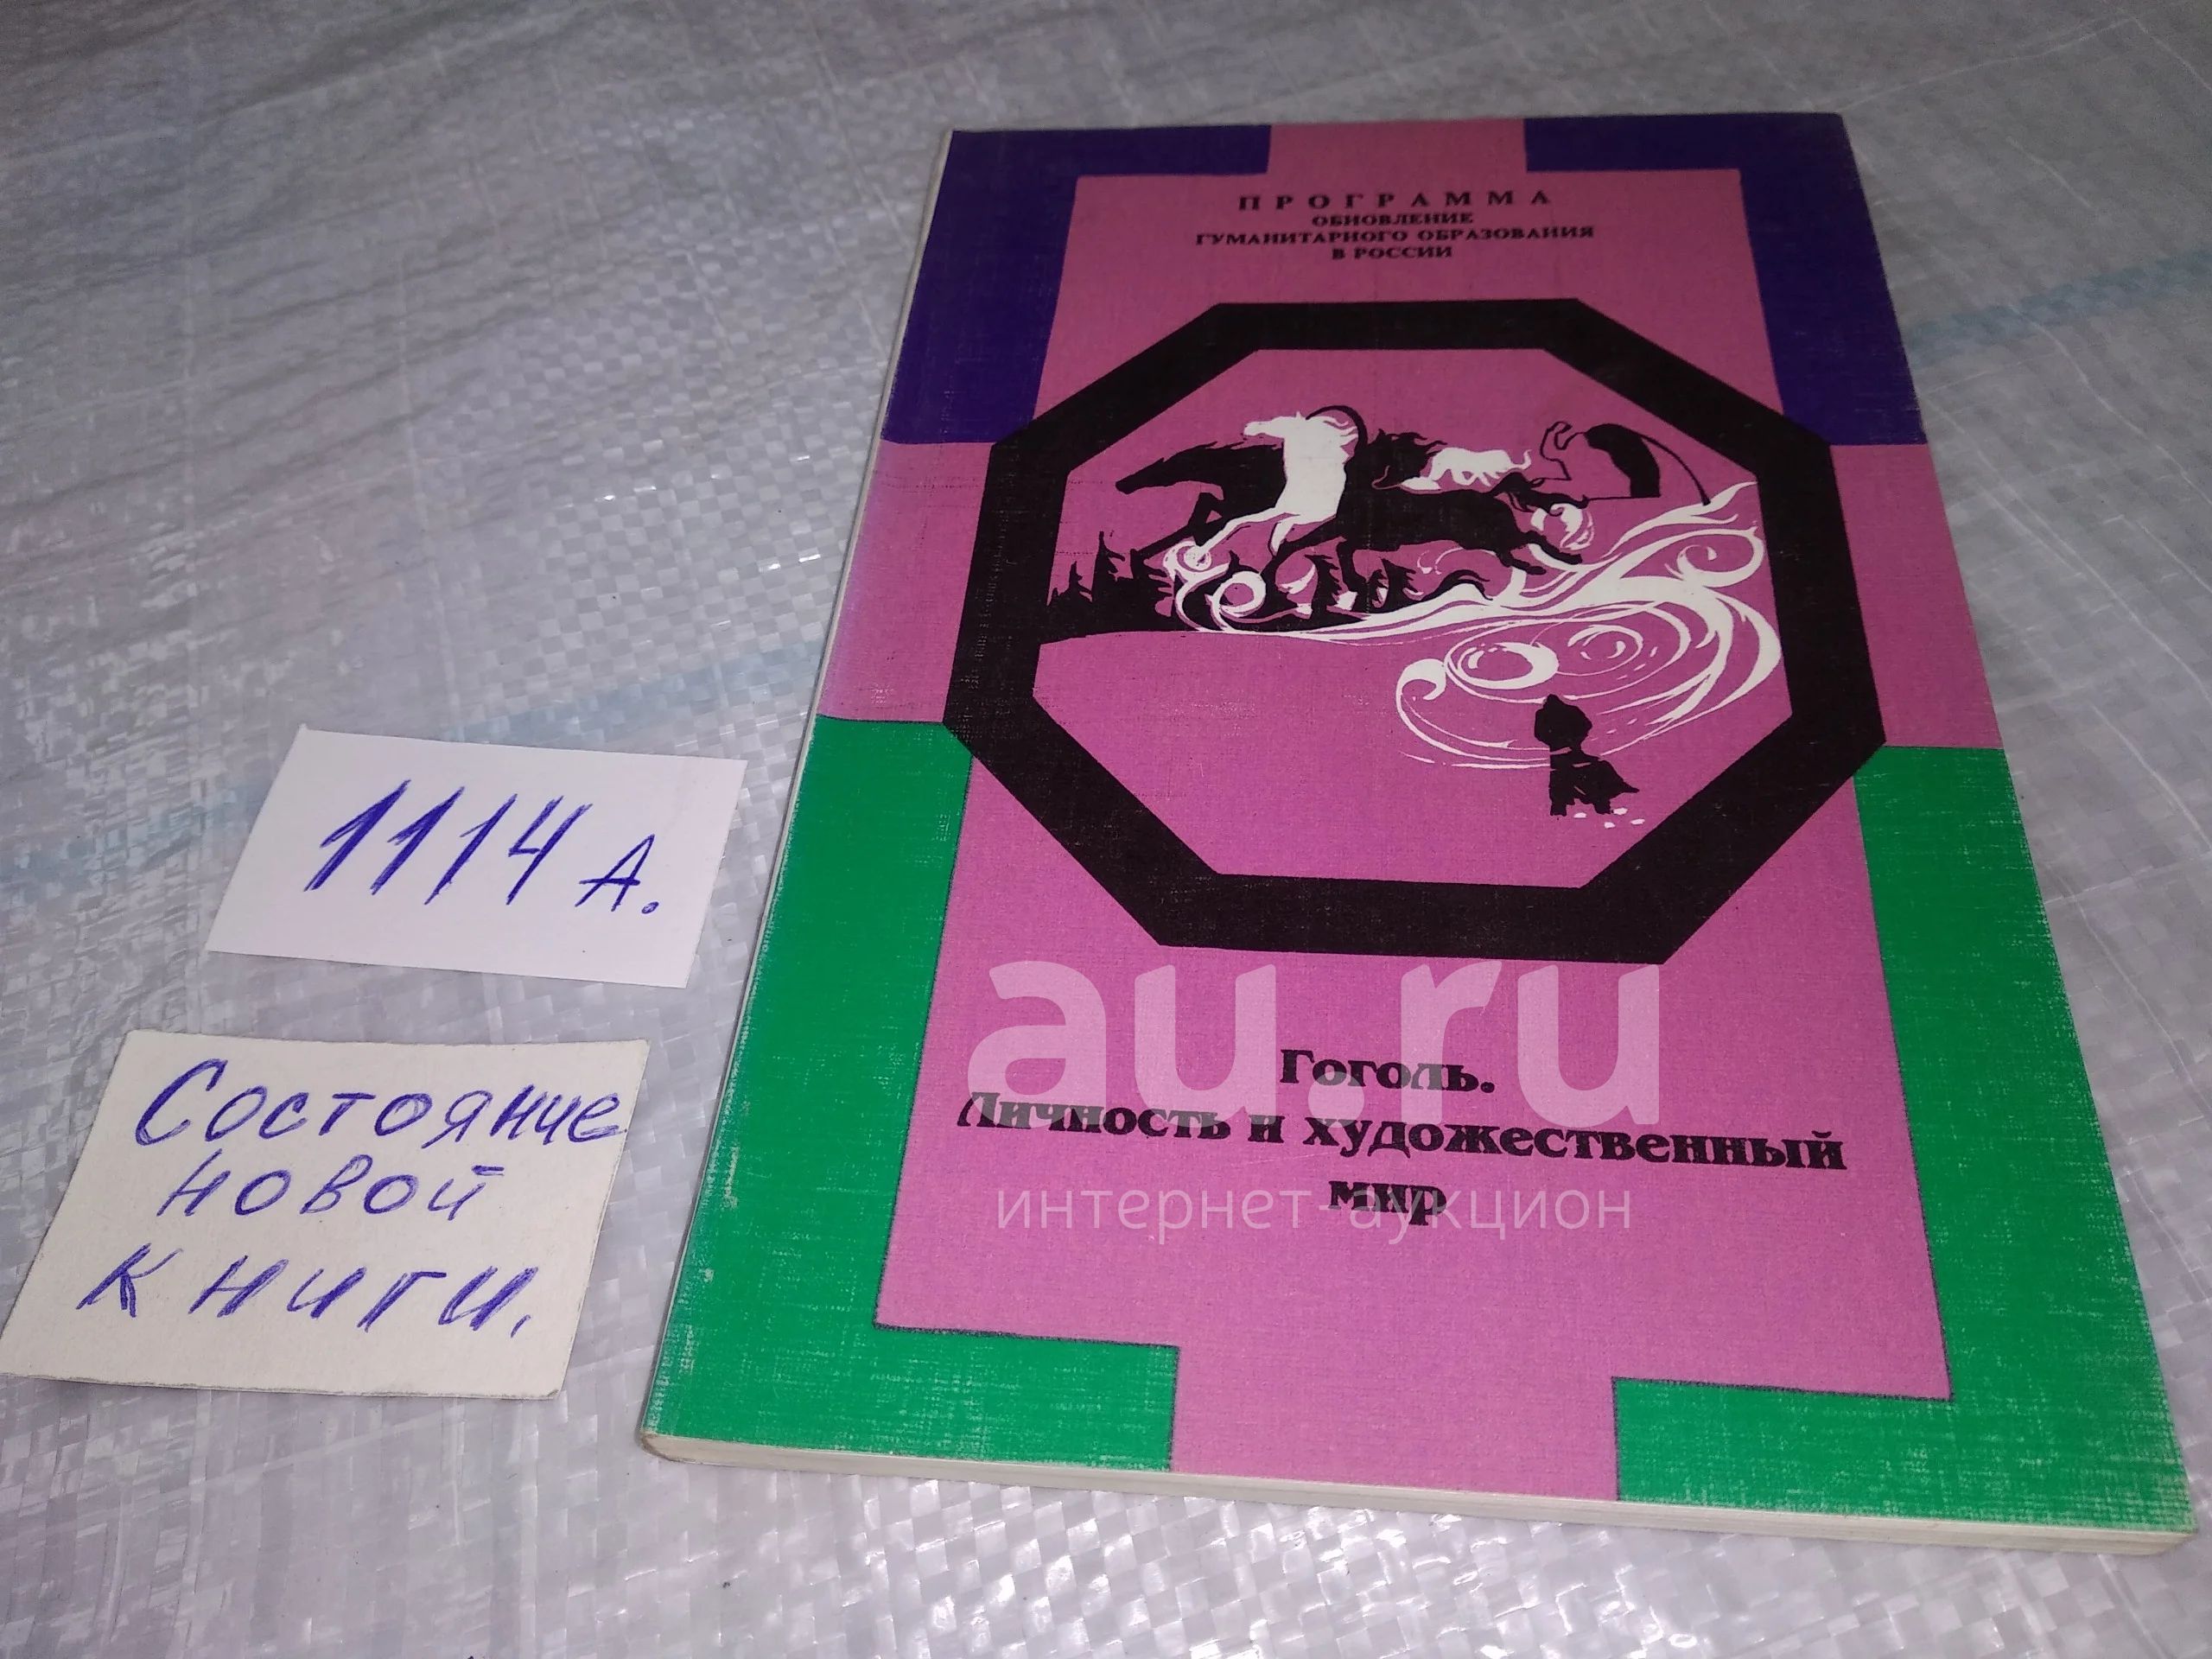 ПРОГРАММА
ОБНОВЛЕНИЕ
ГУМАНИТАРНОГО ОБРАЗОВАНИЯ
В РОССИИ
1114 А.
Состояние
новой
книги.
au.ru
Гоголь.
Личность и художественный
мир
интернет-аукцион